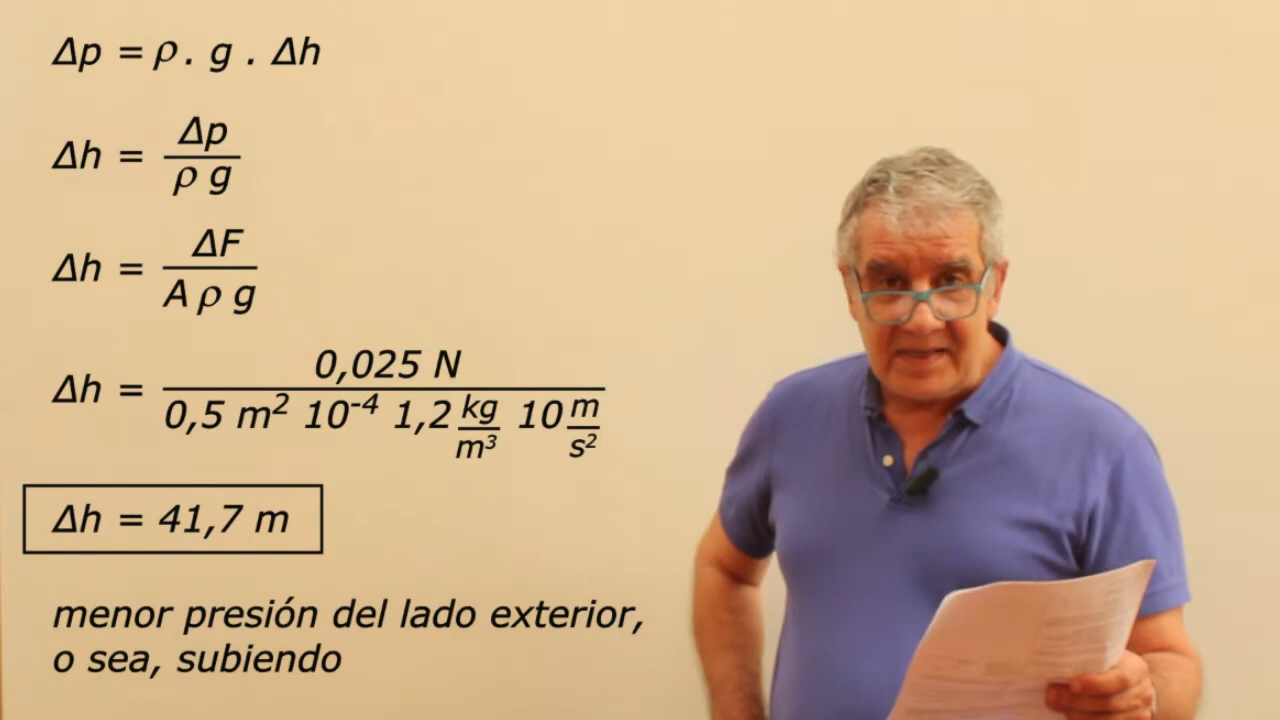 Δp = ρ . g . Δh
Δh = Δp / ρ g
Δh = ΔF / A ρ g
Δh = 0,025 N / 0,5 m² 10⁻⁴ 1,2 kg/m³ 10 m/s²
Δh = 41,7 m
menor presión del lado exterior,
o sea, subiendo